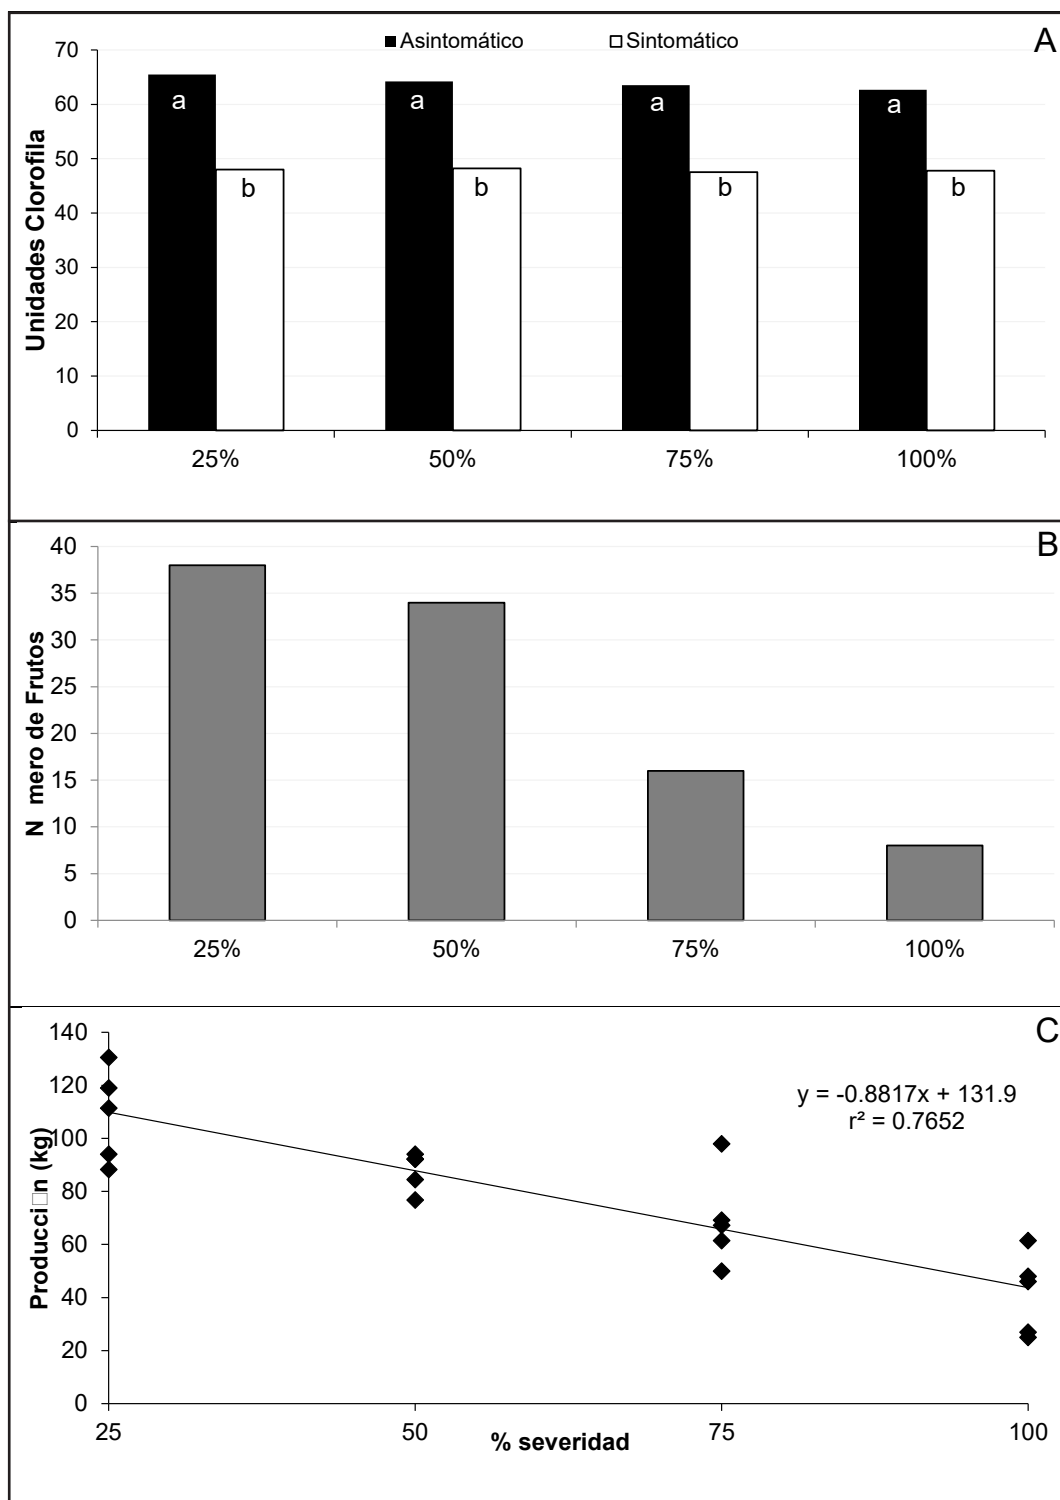 A
Asintomático Sintomático
Unidades Clorofila
70
60
50
40
30
20
10
0
a b a b a b a b
25% 50% 75% 100%
B
N mero de Frutos
40
35
30
25
20
15
10
5
0
25% 50% 75% 100%
C
Producci□n (kg)
140
120
100
80
60
40
20
0
y = -0.8817x + 131.9
r² = 0.7652
25 50 75 100
% severidad